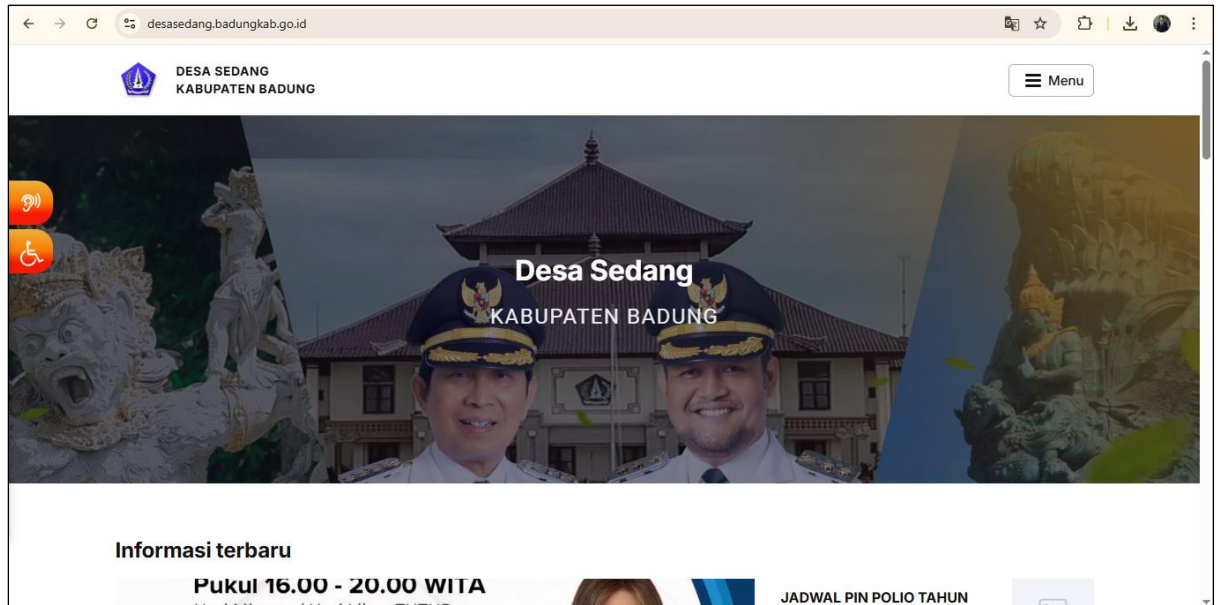 desasedang.badungkab.go.id
DESA SEDANG
KABUPATEN BADUNG
Menu
Desa Sedang
KABUPATEN BADUNG
Informasi terbaru
Pukul 16.00 - 20.00 WITA
JADWAL PIN POLIO TAHUN